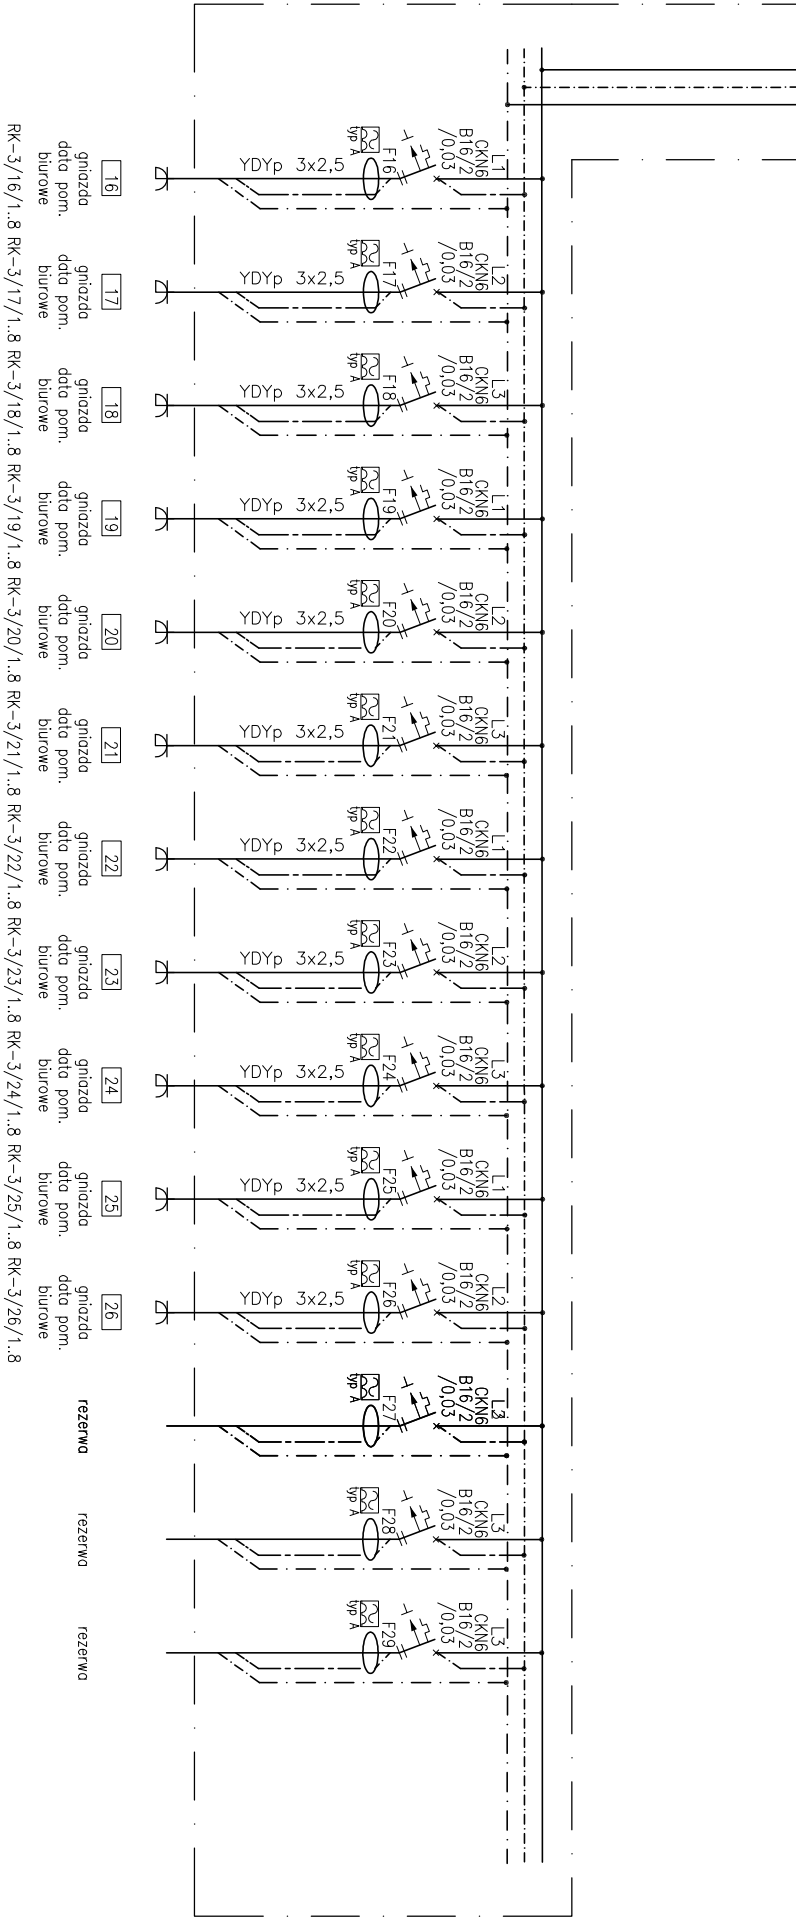 L1
CKN6
B16/2
/0,03
F16
typ A
YDYp 3x2,5
16
gniazda
data pom.
biurowe
RK-3/16/1..8
L2
CKN6
B16/2
/0,03
F17
typ A
YDYp 3x2,5
17
gniazda
data pom.
biurowe
RK-3/17/1..8
L3
CKN6
B16/2
/0,03
F18
typ A
YDYp 3x2,5
18
gniazda
data pom.
biurowe
RK-3/18/1..8
L1
CKN6
B16/2
/0,03
F19
typ A
YDYp 3x2,5
19
gniazda
data pom.
biurowe
RK-3/19/1..8
L2
CKN6
B16/2
/0,03
F20
typ A
YDYp 3x2,5
20
gniazda
data pom.
biurowe
RK-3/20/1..8
L3
CKN6
B16/2
/0,03
F21
typ A
YDYp 3x2,5
21
gniazda
data pom.
biurowe
RK-3/21/1..8
L1
CKN6
B16/2
/0,03
F22
typ A
YDYp 3x2,5
22
gniazda
data pom.
biurowe
RK-3/22/1..8
L2
CKN6
B16/2
/0,03
F23
typ A
YDYp 3x2,5
23
gniazda
data pom.
biurowe
RK-3/23/1..8
L3
CKN6
B16/2
/0,03
F24
typ A
YDYp 3x2,5
24
gniazda
data pom.
biurowe
RK-3/24/1..8
L1
CKN6
B16/2
/0,03
F25
typ A
YDYp 3x2,5
25
gniazda
data pom.
biurowe
RK-3/25/1..8
L2
CKN6
B16/2
/0,03
F26
typ A
YDYp 3x2,5
26
gniazda
data pom.
biurowe
RK-3/26/1..8
CKN6
B16/2
/0,03
F27
typ A
rezerwa
L3
CKN6
B16/2
/0,03
F28
typ A
rezerwa
L3
CKN6
B16/2
/0,03
F29
typ A
rezerwa